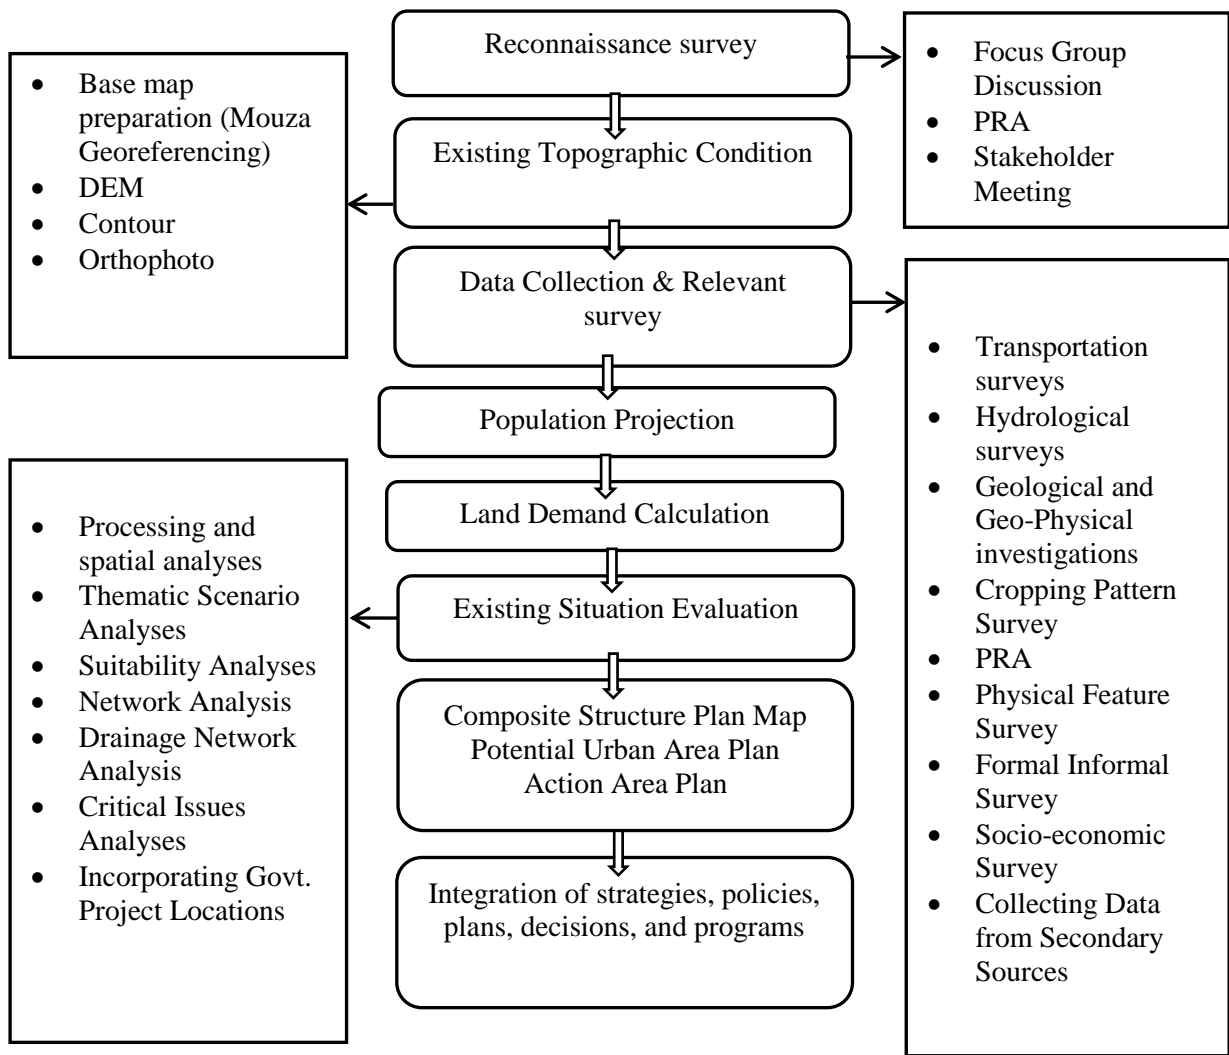 Reconnaissance survey
• Focus Group
Discussion
• PRA
• Stakeholder
Meeting
• Base map
preparation (Mouza
Georeferencing)
• DEM
• Contour
• Orthophoto
Existing Topographic Condition
Data Collection & Relevant
survey
• Transportation
surveys
• Hydrological
surveys
• Geological and
Geo-Physical
investigations
• Cropping Pattern
Survey
• PRA
• Physical Feature
Survey
• Formal Informal
Survey
• Socio-economic
Survey
• Collecting Data
from Secondary
Sources
Population Projection
Land Demand Calculation
Existing Situation Evaluation
• Processing and
spatial analyses
• Thematic Scenario
Analyses
• Suitability Analyses
• Network Analysis
• Drainage Network
Analysis
• Critical Issues
Analyses
• Incorporating Govt.
Project Locations
Composite Structure Plan Map
Potential Urban Area Plan
Action Area Plan
Integration of strategies, policies,
plans, decisions, and programs